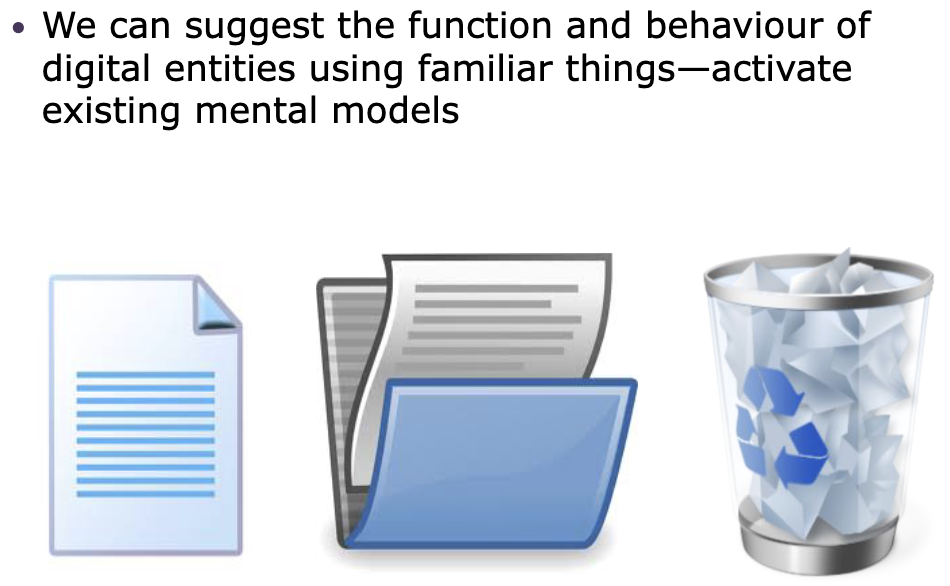 • We can suggest the function and behaviour of
digital entities using familiar things—activate
existing mental models